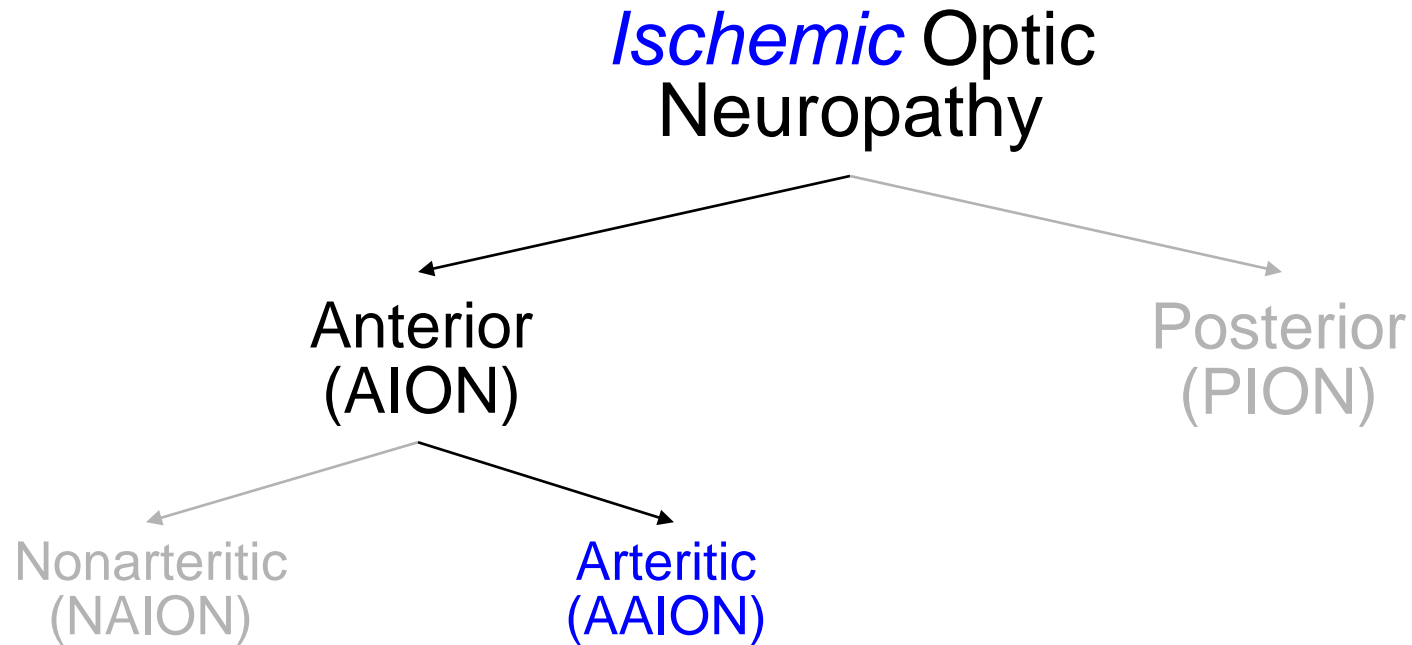 Ischemic Optic
Neuropathy
Anterior
(AION)
Posterior
(PION)
Nonarteritic
(NAION)
Arteritic
(AAION)